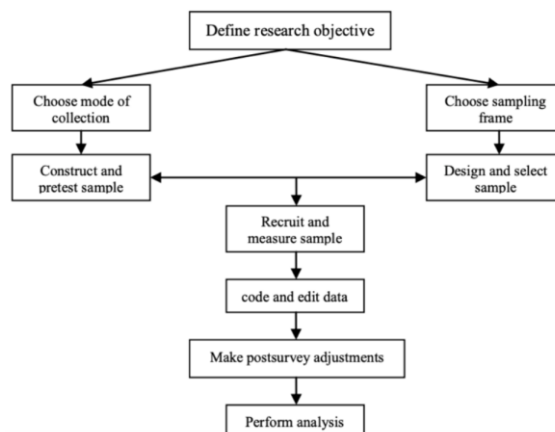 Define research objective
Choose mode of
collection
Choose sampling
frame
Construct and
pretest sample
Design and select
sample
Recruit and
measure sample
code and edit data
Make postsurvey adjustments
Perform analysis